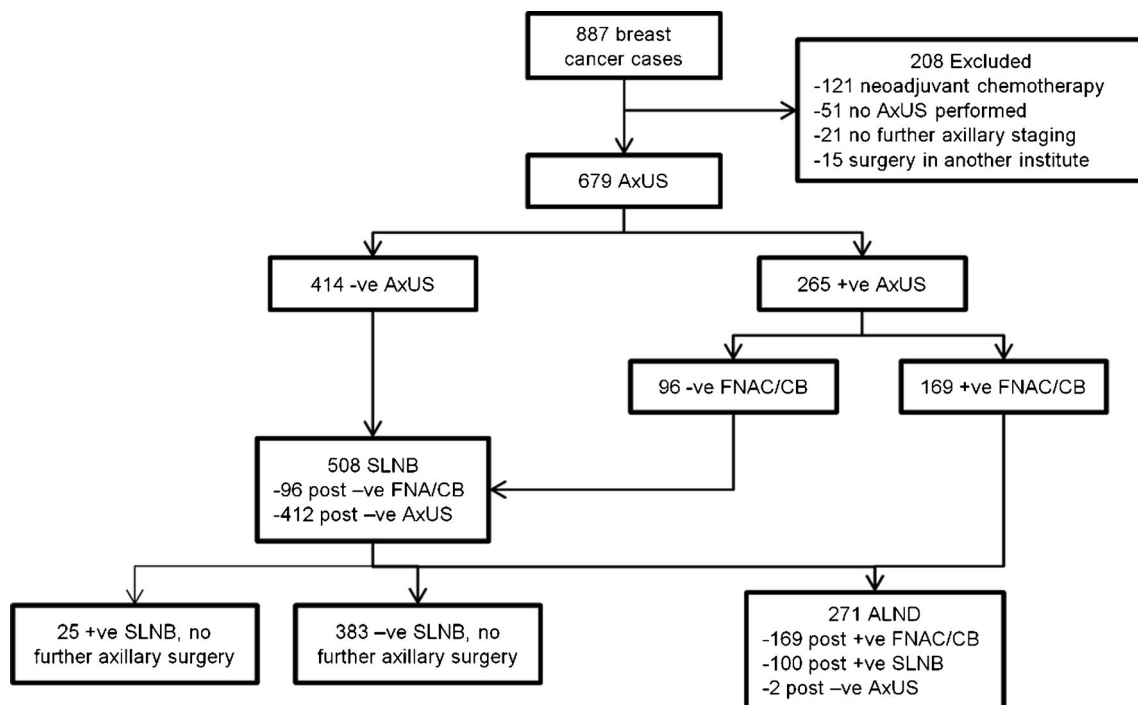 887 breast
cancer cases
208 Excluded
-121 neoadjuvant chemotherapy
-51 no AxUS performed
-21 no further axillary staging
-15 surgery in another institute
679 AxUS
414 -ve AxUS
265 +ve AxUS
96 -ve FNAC/CB
169 +ve FNAC/CB
508 SLNB
-96 post –ve FNA/CB
-412 post –ve AxUS
25 +ve SLNB, no
further axillary surgery
383 –ve SLNB, no
further axillary surgery
271 ALND
-169 post +ve FNAC/CB
-100 post +ve SLNB
-2 post –ve AxUS